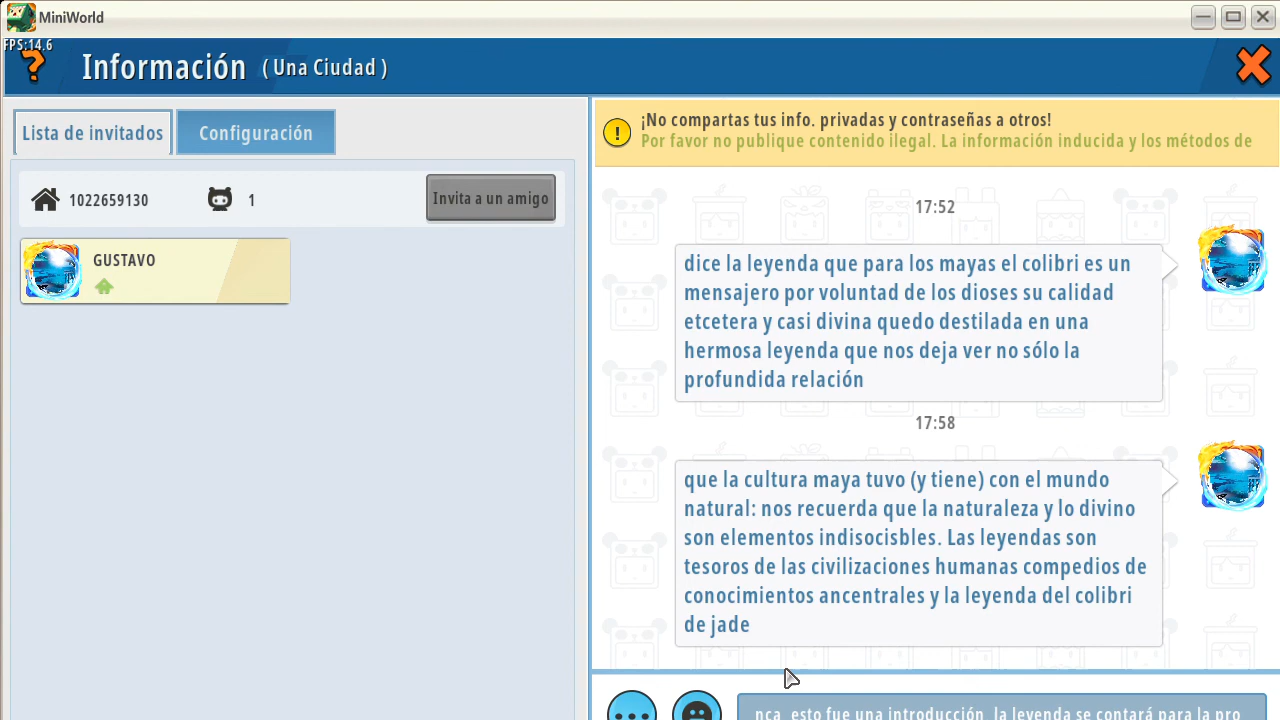 MiniWorld
FPS:14.6
Información ( Una Ciudad )
Lista de invitados
Configuración
1022659130
1
Invita a un amigo
GUSTAVO
¡No compartas tus info. privadas y contraseñas a otros!
Por favor no publique contenido ilegal. La información inducida y los métodos de
17:52
dice la leyenda que para los mayas el colibri es un
mensajero por voluntad de los dioses su calidad
etcetera y casi divina quedo destilada en una
hermosa leyenda que nos deja ver no sólo la
profundida relación
17:58
que la cultura maya tuvo (y tiene) con el mundo
natural: nos recuerda que la naturaleza y lo divino
son elementos indisocisbles. Las leyendas son
tesoros de las civilizaciones humanas compedios de
conocimientos ancentrales y la leyenda del colibri
de jade
nca, esto fue una introducción, la leyenda se contará para la pro